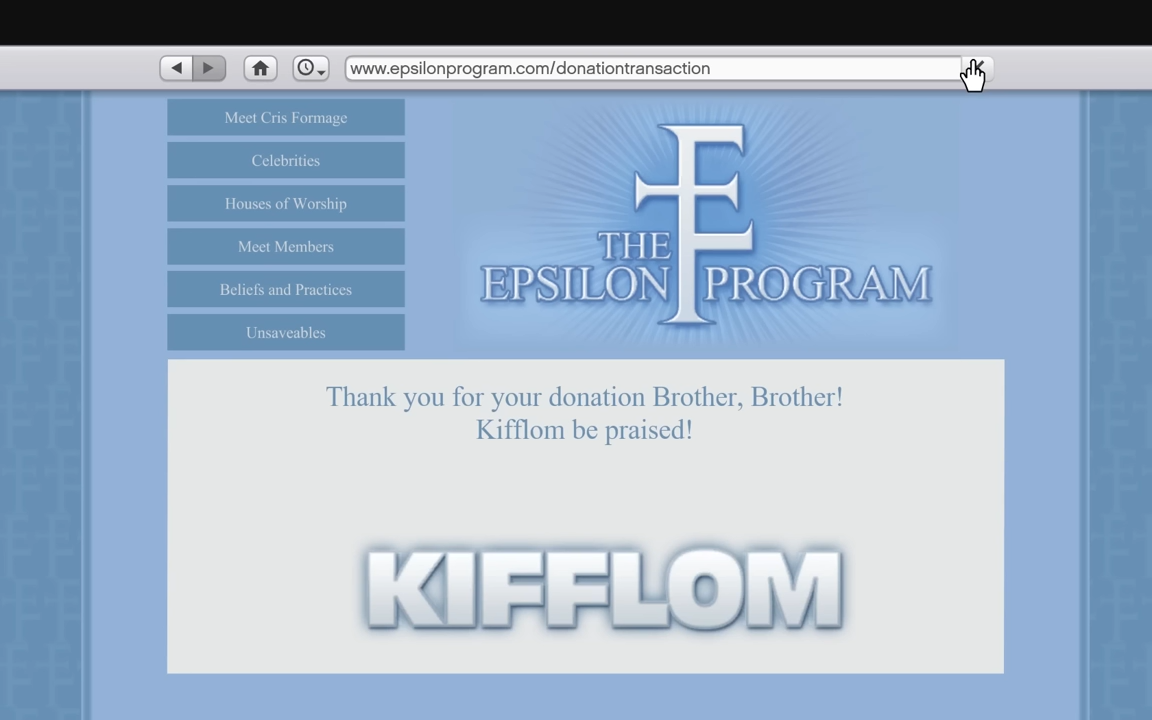 www.epsilonprogram.com/donationtransaction
Meet Cris Formage
Celebrities
Houses of Worship
Meet Members
Beliefs and Practices
Unsaveables
THE
EPSILON PROGRAM
Thank you for your donation Brother, Brother!
Kifflom be praised!
KIFFLOM